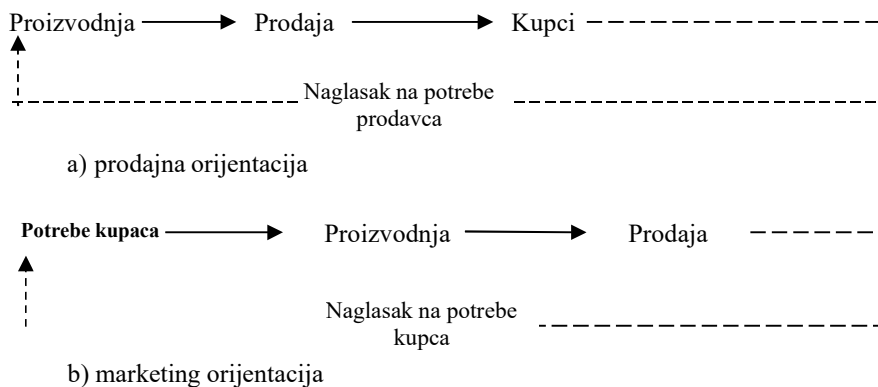 Proizvodnja Prodaja Kupci
Naglasak na potrebe
prodavca
a) prodajna orijentacija
Potrebe kupaca Proizvodnja Prodaja
Naglasak na potrebe
kupca
b) marketing orijentacija